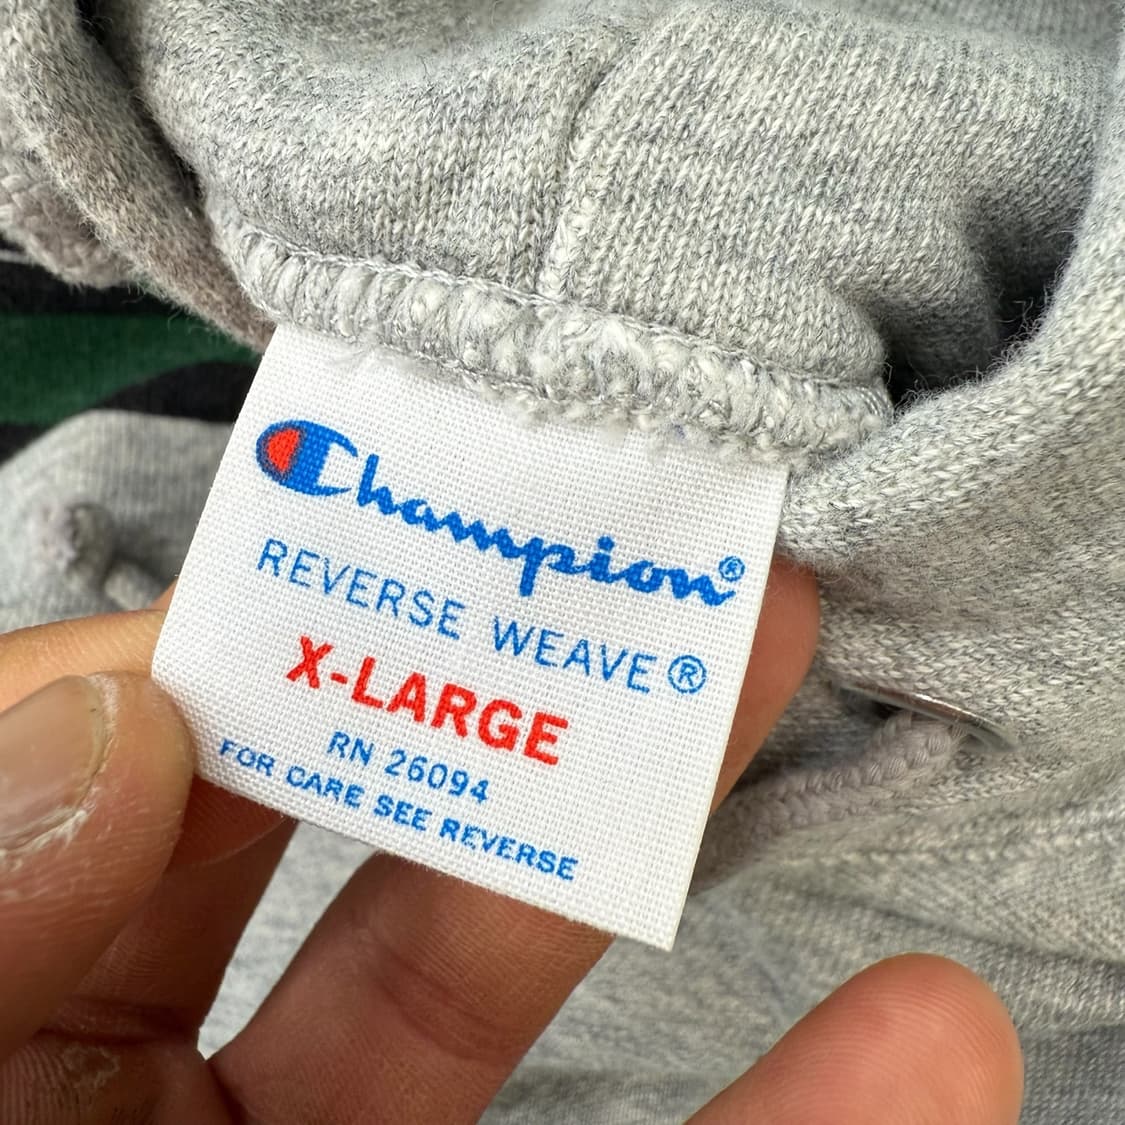 Champion®
REVERSE WEAVE®
X-LARGE
RN 26094
FOR CARE SEE REVERSE